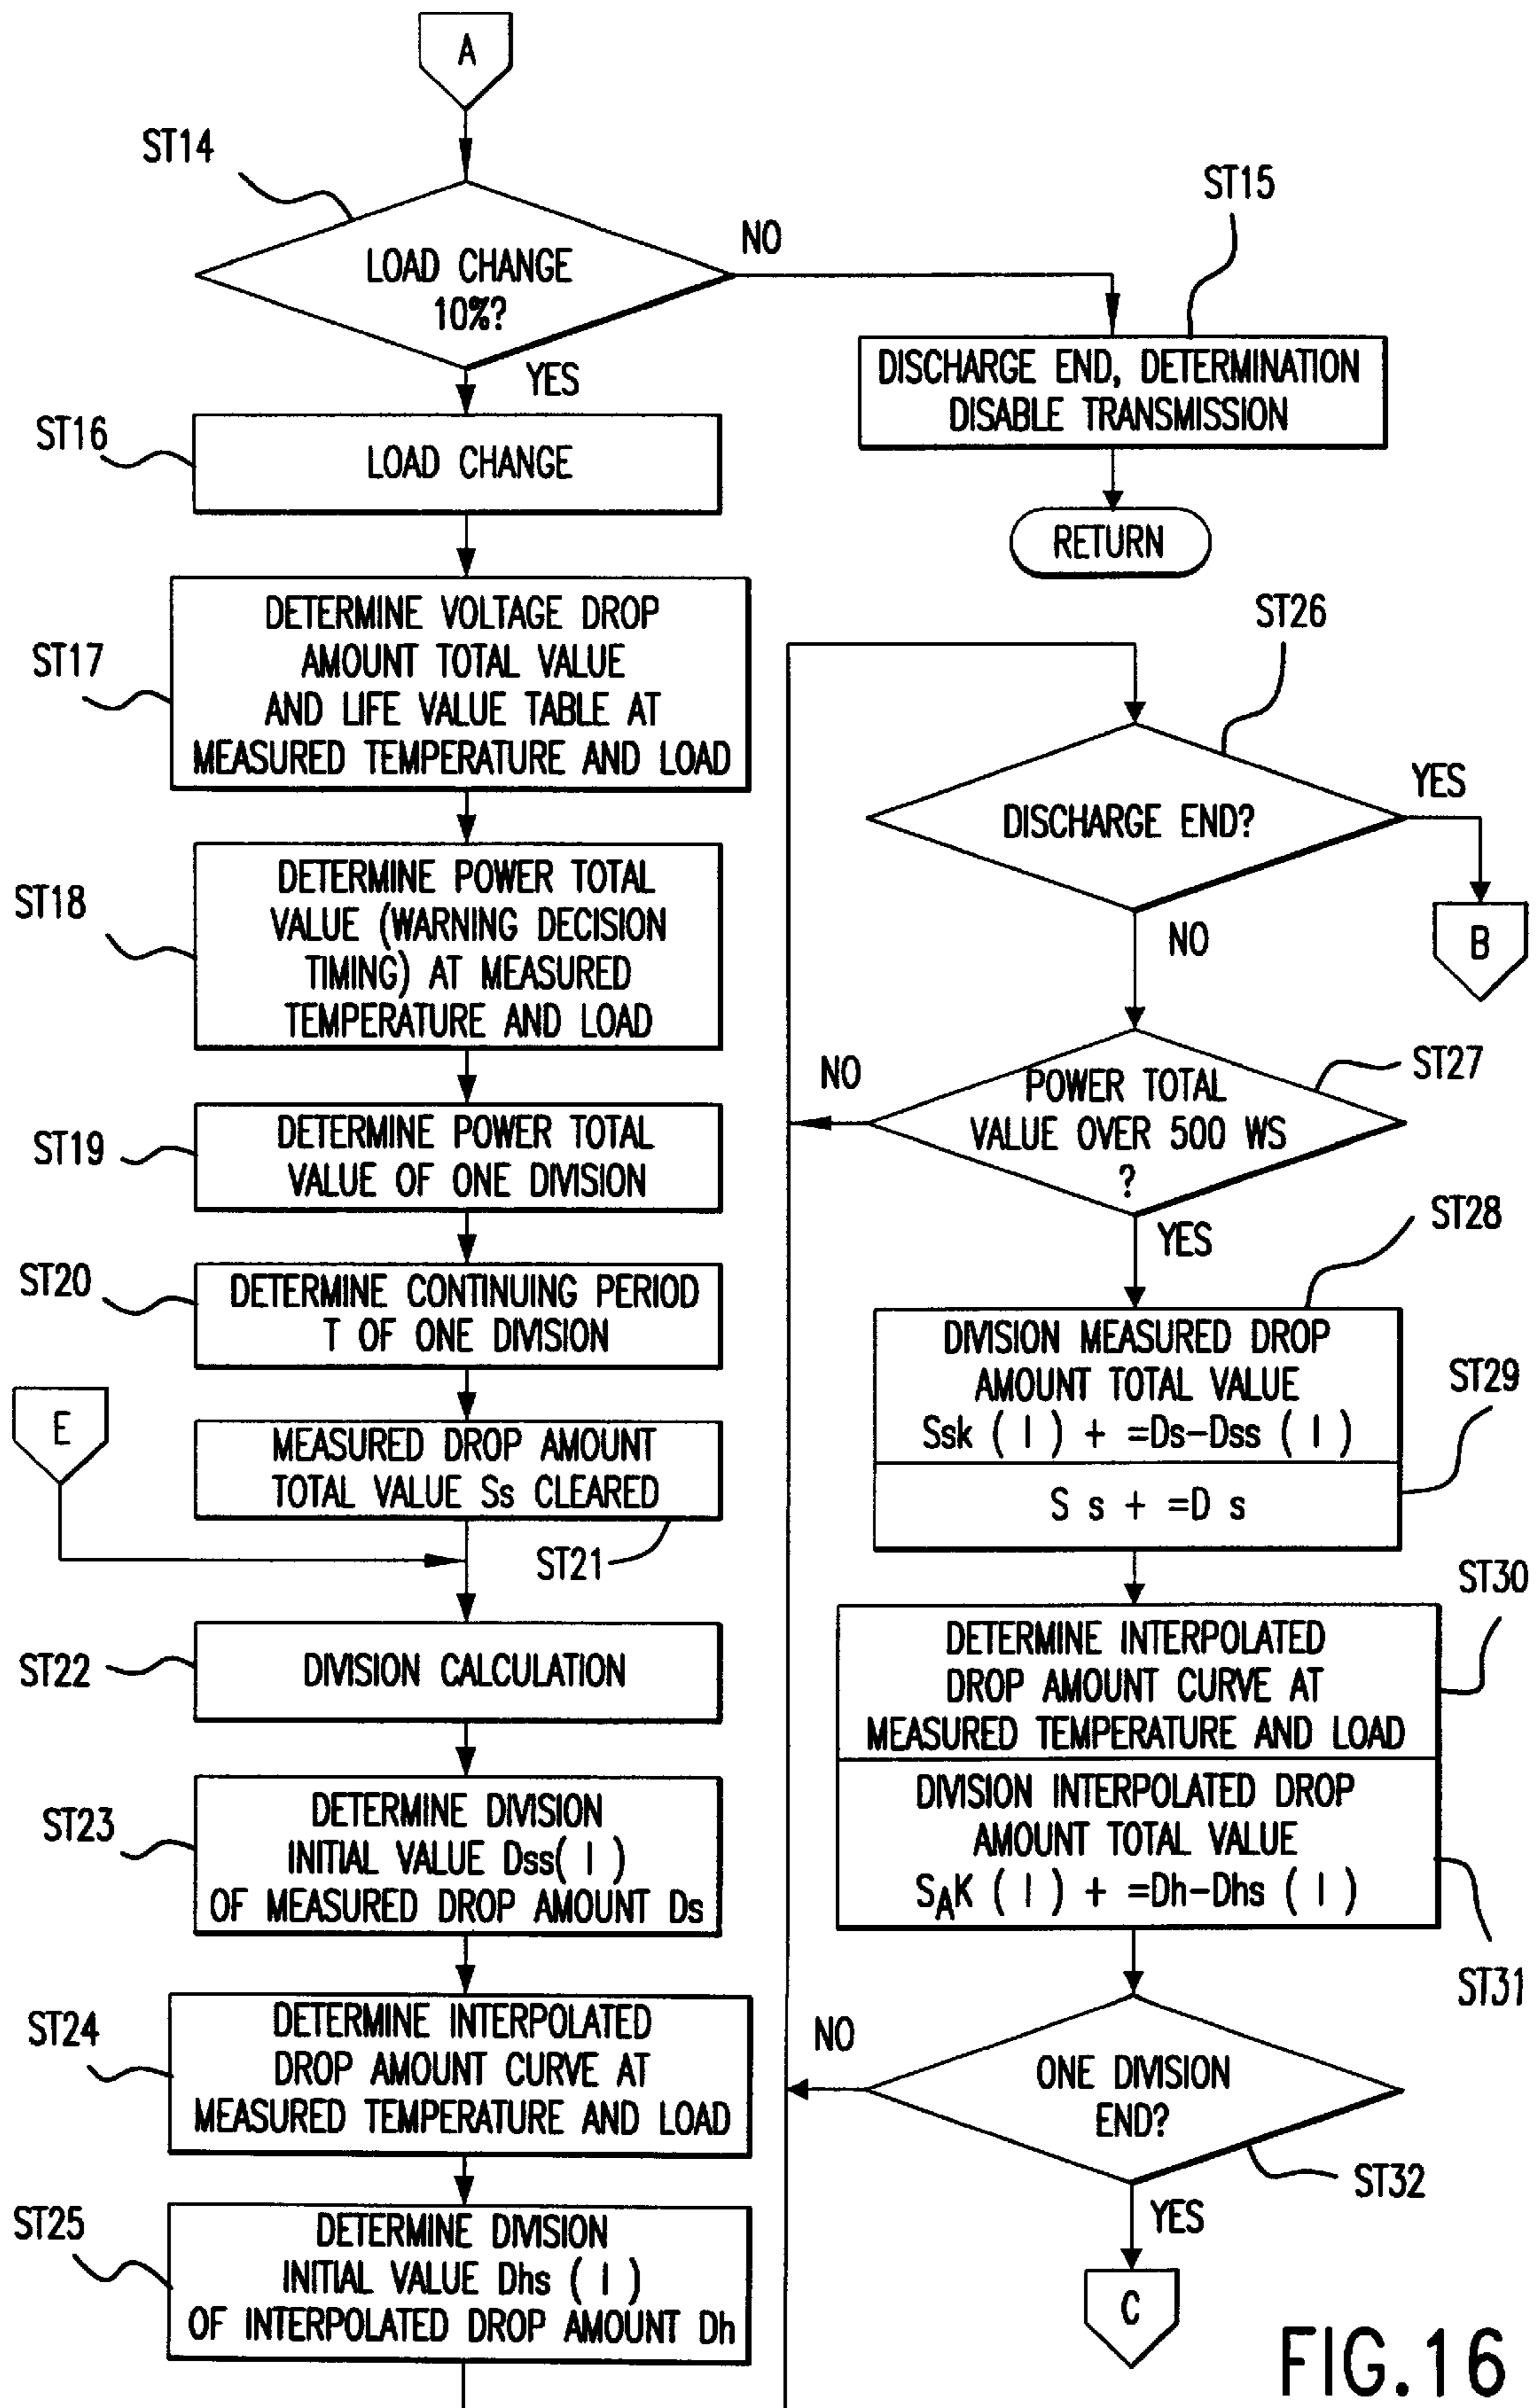 A
ST14
LOAD CHANGE
10%?
NO
YES
ST15
DISCHARGE END, DETERMINATION
DISABLE TRANSMISSION
RETURN
ST16
LOAD CHANGE
ST17
DETERMINE VOLTAGE DROP
AMOUNT TOTAL VALUE
AND LIFE VALUE TABLE AT
MEASURED TEMPERATURE AND LOAD
ST18
DETERMINE POWER TOTAL
VALUE (WARNING DECISION
TIMING) AT MEASURED
TEMPERATURE AND LOAD
ST19
DETERMINE POWER TOTAL
VALUE OF ONE DIVISION
ST20
DETERMINE CONTINUING PERIOD
T OF ONE DIVISION
E
MEASURED DROP AMOUNT
TOTAL VALUE Ss CLEARED
ST21
ST22
DIVISION CALCULATION
ST23
DETERMINE DIVISION
INITIAL VALUE Dss( I )
OF MEASURED DROP AMOUNT Ds
ST24
DETERMINE INTERPOLATED
DROP AMOUNT CURVE AT
MEASURED TEMPERATURE AND LOAD
ST25
DETERMINE DIVISION
INITIAL VALUE Dhs ( I )
OF INTERPOLATED DROP AMOUNT Dh
ST26
DISCHARGE END?
YES
B
NO
ST27
POWER TOTAL
VALUE OVER 500 WS
?
NO
YES
ST28
DIVISION MEASURED DROP
AMOUNT TOTAL VALUE
Ssk ( I ) + =Ds-Dss ( I )
ST29
S s + =D s
ST30
DETERMINE INTERPOLATED
DROP AMOUNT CURVE AT
MEASURED TEMPERATURE AND LOAD
DIVISION INTERPOLATED DROP
AMOUNT TOTAL VALUE
SAK ( I ) + =Dh-Dhs ( I )
ST31
NO
ONE DIVISION
END?
ST32
YES
C
FIG.16